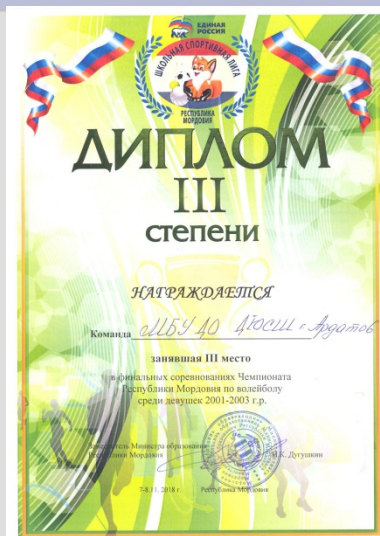 ЕДИНАЯ
РОССИЯ
ШКОЛЬНАЯ СПОРТИВНАЯ ЛИГА
РЕСПУБЛИКА
МОРДОВИЯ
ДИПЛОМ
III
СТЕПЕНИ
НАГРАЖДАЕТСЯ
Команда МБУ ДО ДЮСШ г. Ардатов
занявшая III место
в финальных соревнованиях Чемпионата
Республики Мордовия по волейболу
среди девушек 2001-2003 г.р.
Заместитель Министра образования
Республики Мордовия Дугушкин
2018 г. Республика Мордовия